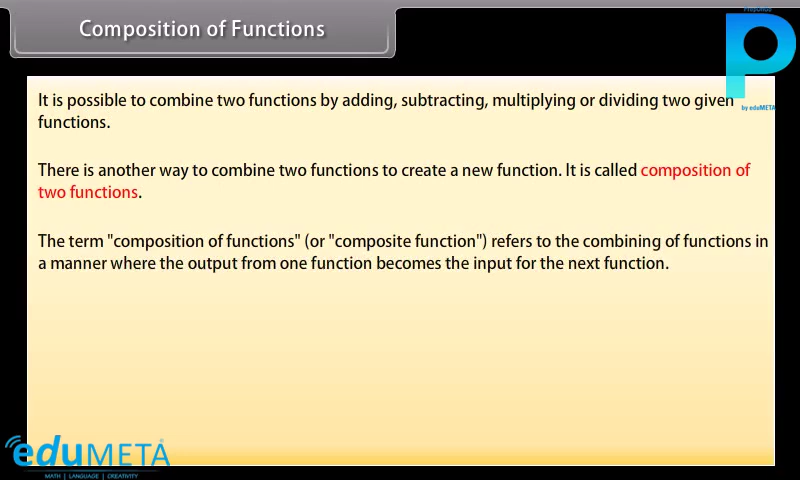 Composition of Functions
PreBonds
by eduMETA
It is possible to combine two functions by adding, subtracting, multiplying or dividing two given
functions.
There is another way to combine two functions to create a new function. It is called composition of
two functions.
The term "composition of functions" (or "composite function") refers to the combining of functions in
a manner where the output from one function becomes the input for the next function.
eduMETA
MATH | LANGUAGE | CREATIVITY